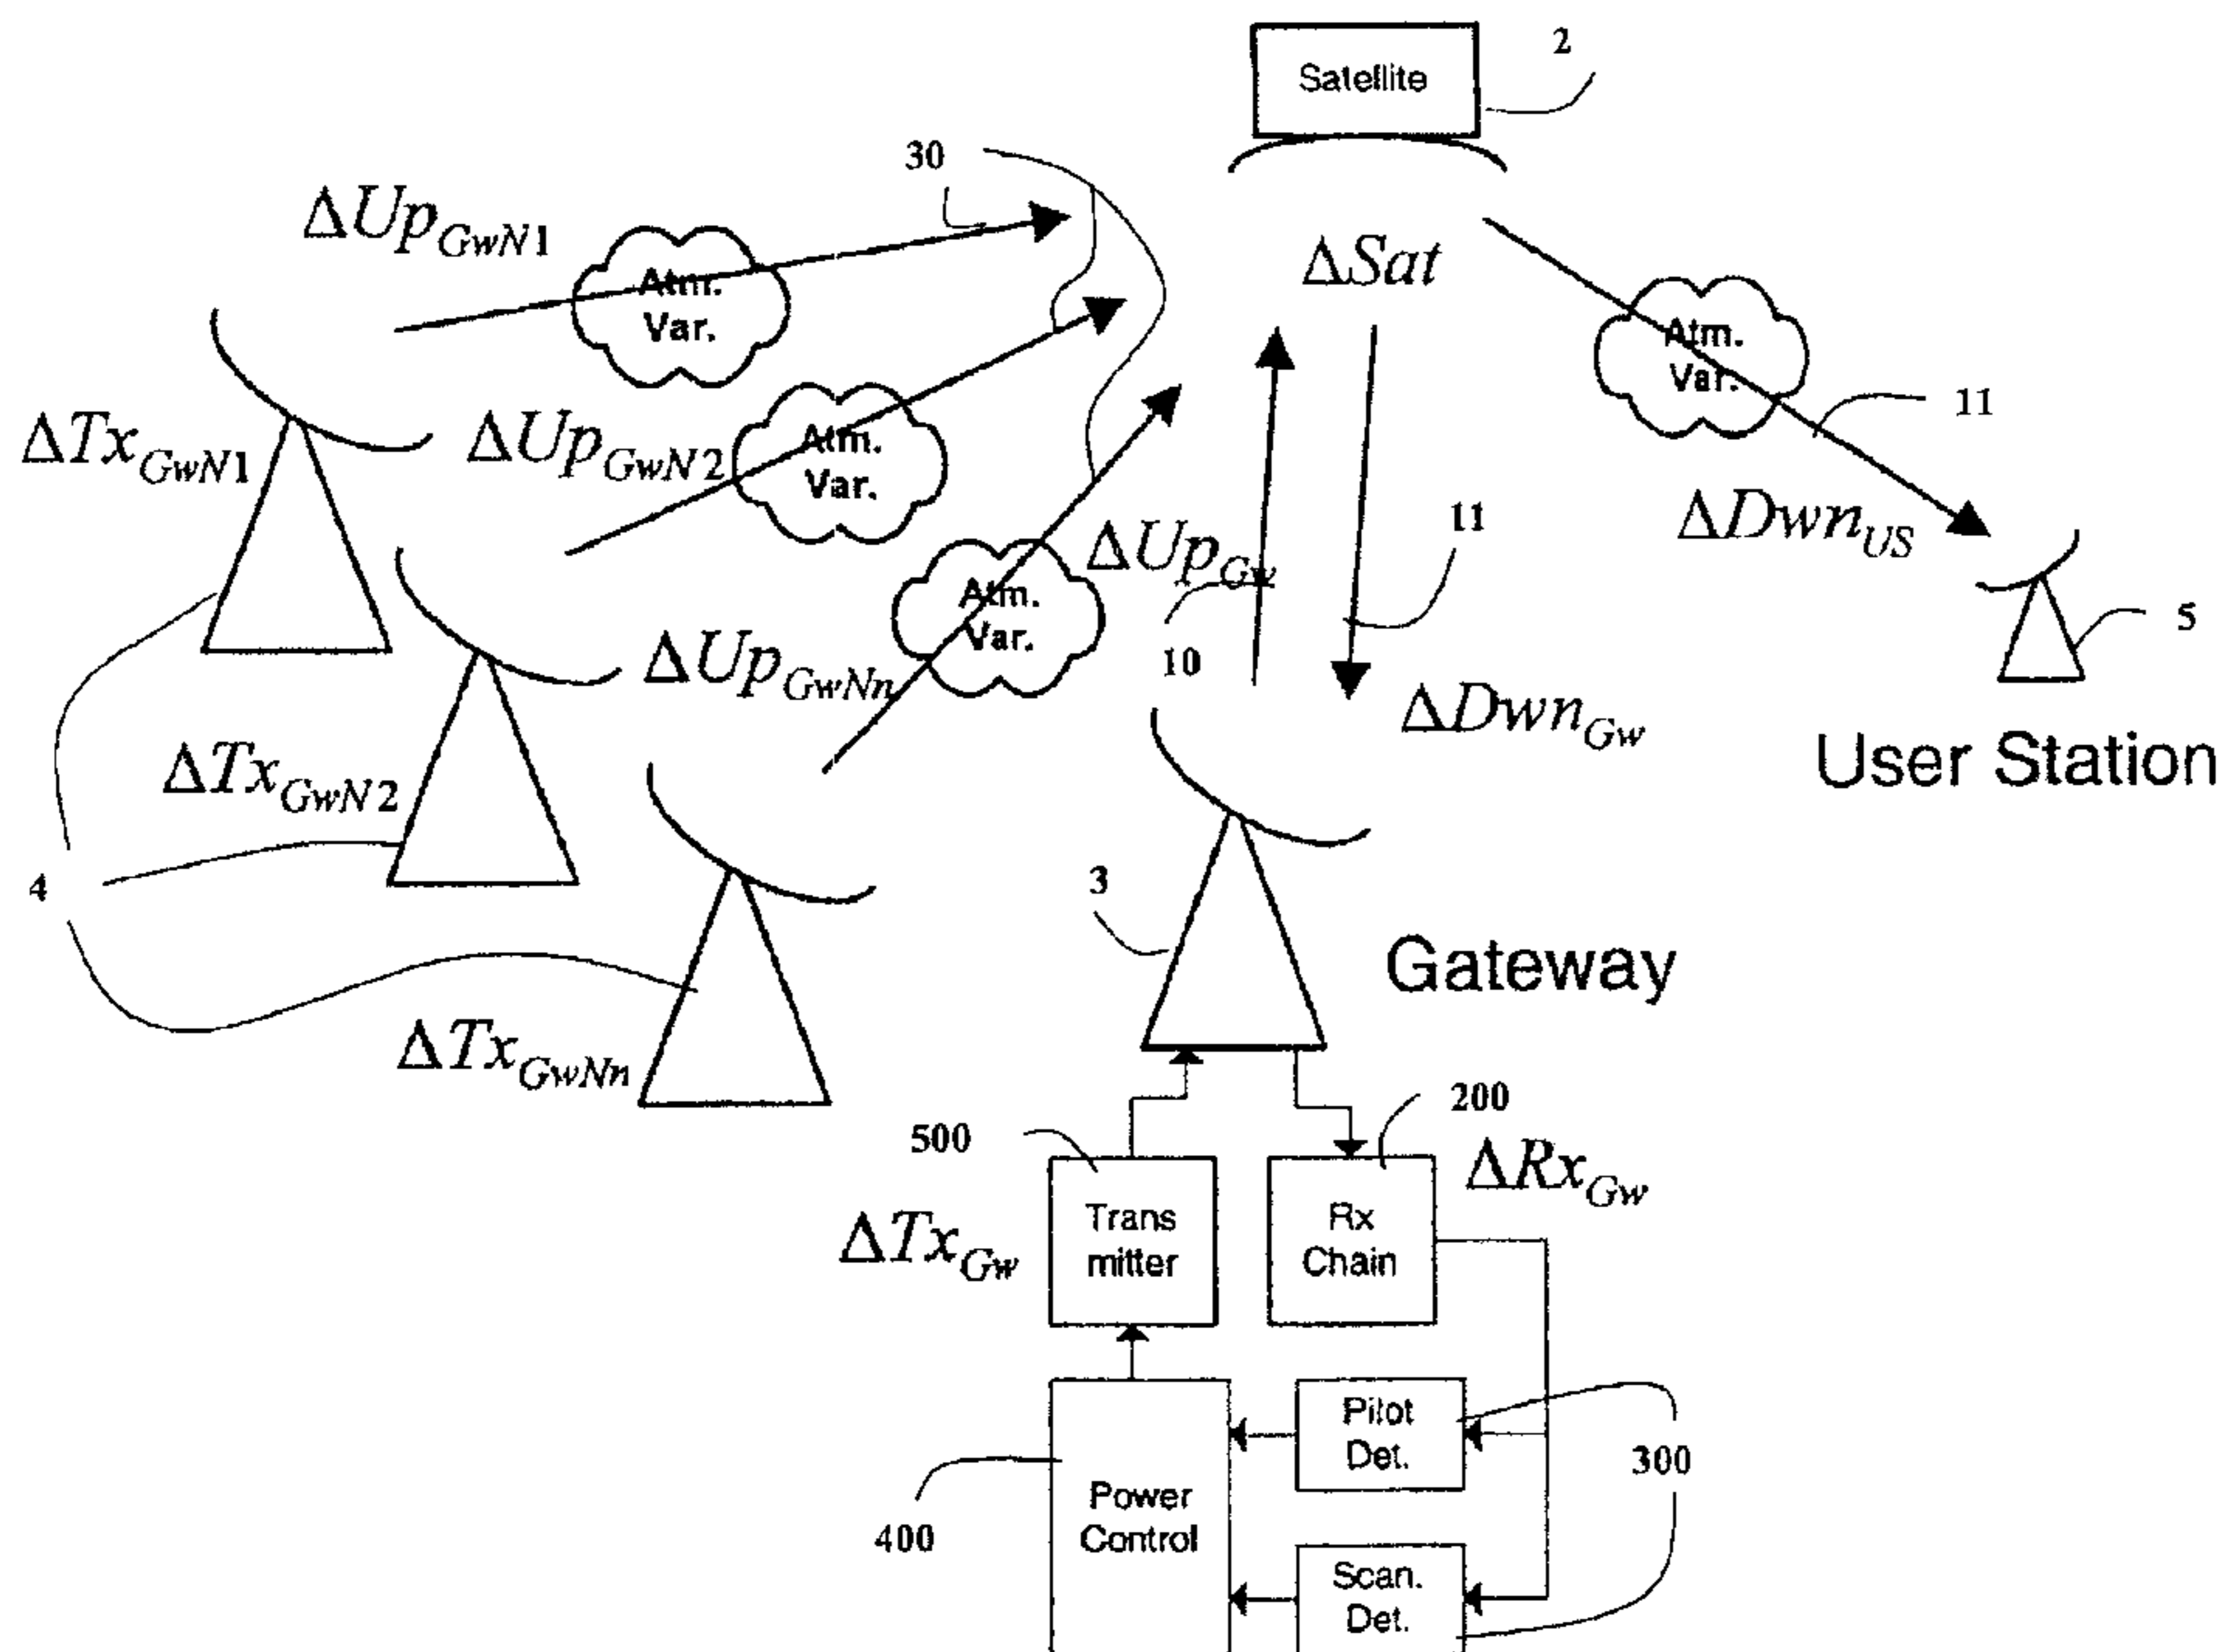 2
Satellite
30
ΔUp_GwN1
ΔSat
Atm.
Var.
Atm.
Var.
11
ΔTx_GwN1
ΔUp_GwN2
Atm.
Var.
ΔUp_Gw
11
ΔDwn_US
Atm.
Var.
5
ΔUp_GwNn
10
ΔDwn_Gw
User Station
ΔTx_GwN2
4
3
Gateway
ΔTx_GwNn
200
500
ΔRx_Gw
Trans
mitter
Rx
Chain
ΔTx_Gw
Pilot
Det.
300
Power
Control
400
Scan.
Det.